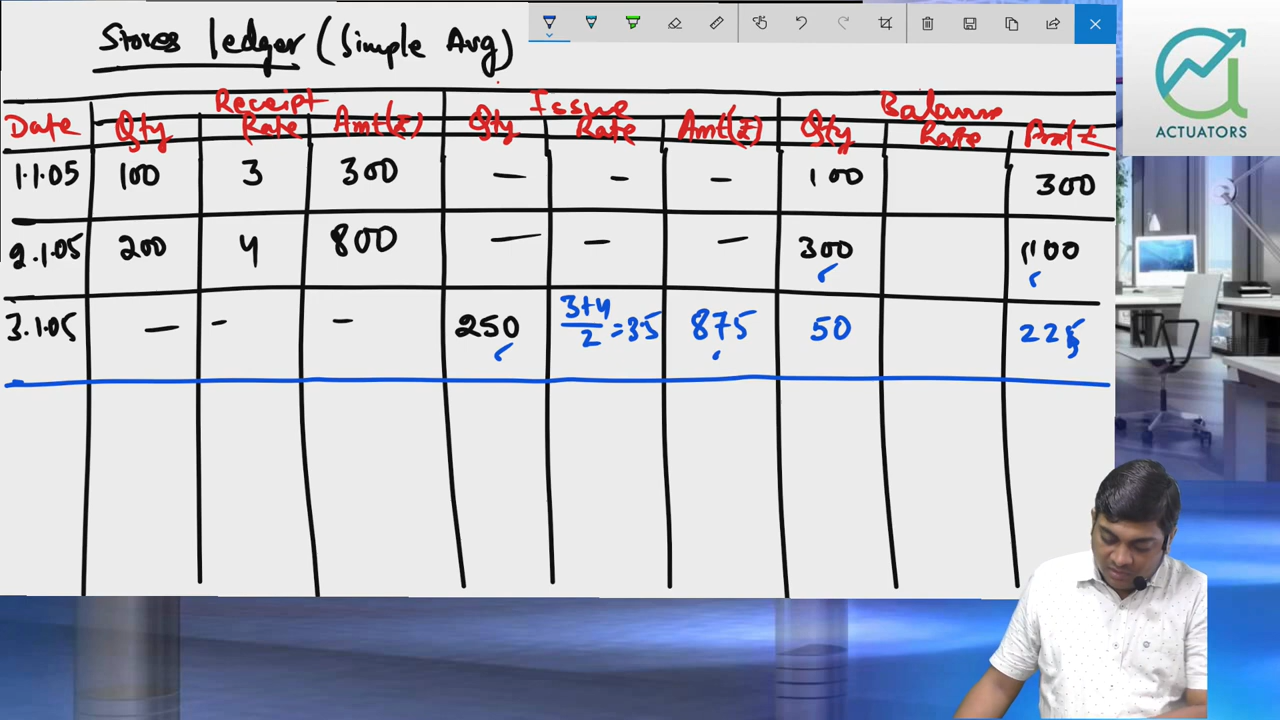 Stores ledger (Simple Avg)
ACTUATORS
Receipt Issue Balance
Date Qty Rate Amt(₹) Qty Rate Amt(₹) Qty Rate Amt ₹
1.1.05 100 3 300 — — — 100 300
2.1.05 200 4 800 — — — 300 1100
3.1.05 — - - 250 3+4/2 = 3.5 875 50 225